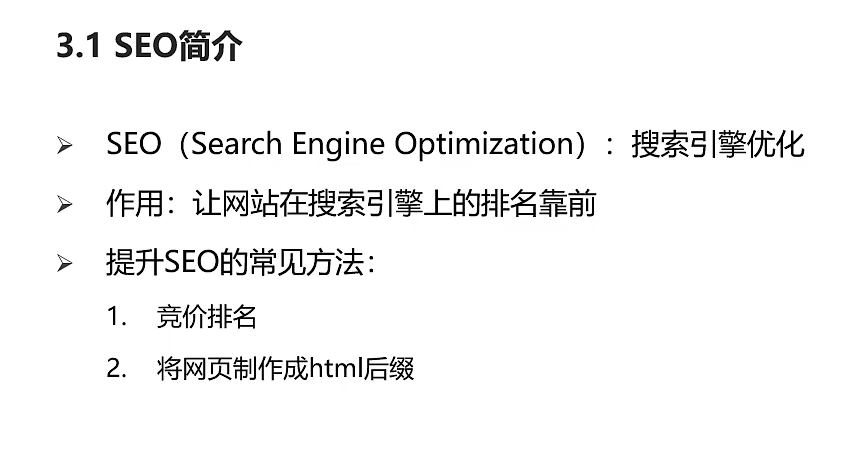 3.1 SEO简介
SEO（Search Engine Optimization）：搜索引擎优化
作用：让网站在搜索引擎上的排名靠前
提升SEO的常见方法：
1. 竞价排名
2. 将网页制作成html后缀